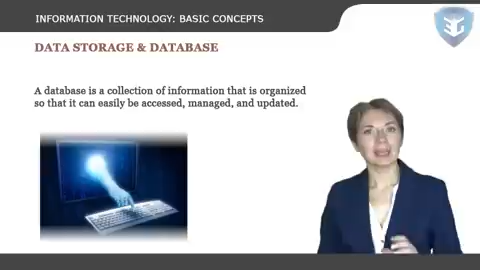 INFORMATION TECHNOLOGY: BASIC CONCEPTS
DATA STORAGE & DATABASE
A database is a collection of information that is organized
so that it can easily be accessed, managed, and updated.